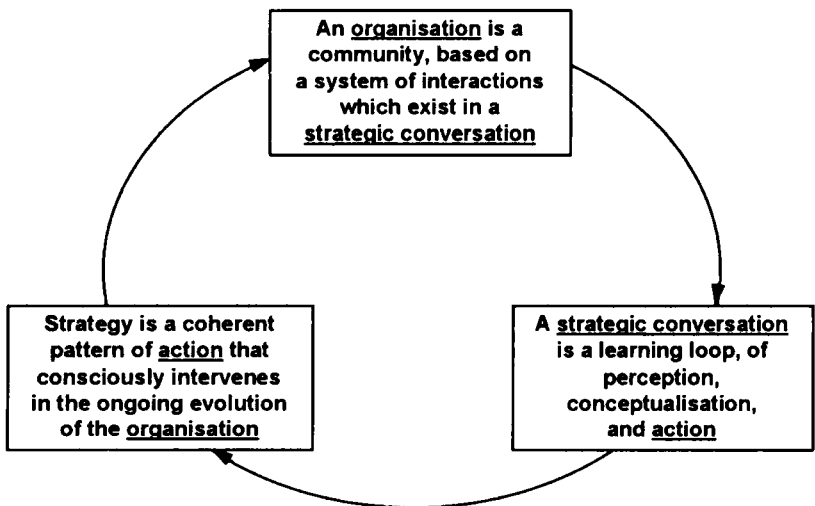 An organisation is a
community, based on
a system of interactions
which exist in a
strategic conversation
A strategic conversation
is a learning loop, of
perception,
conceptualisation,
and action
Strategy is a coherent
pattern of action that
consciously intervenes
in the ongoing evolution
of the organisation